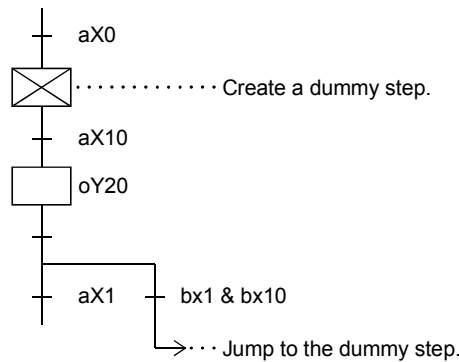 aX0
Create a dummy step.
aX10
oY20
aX1
bx1 & bx10
Jump to the dummy step.